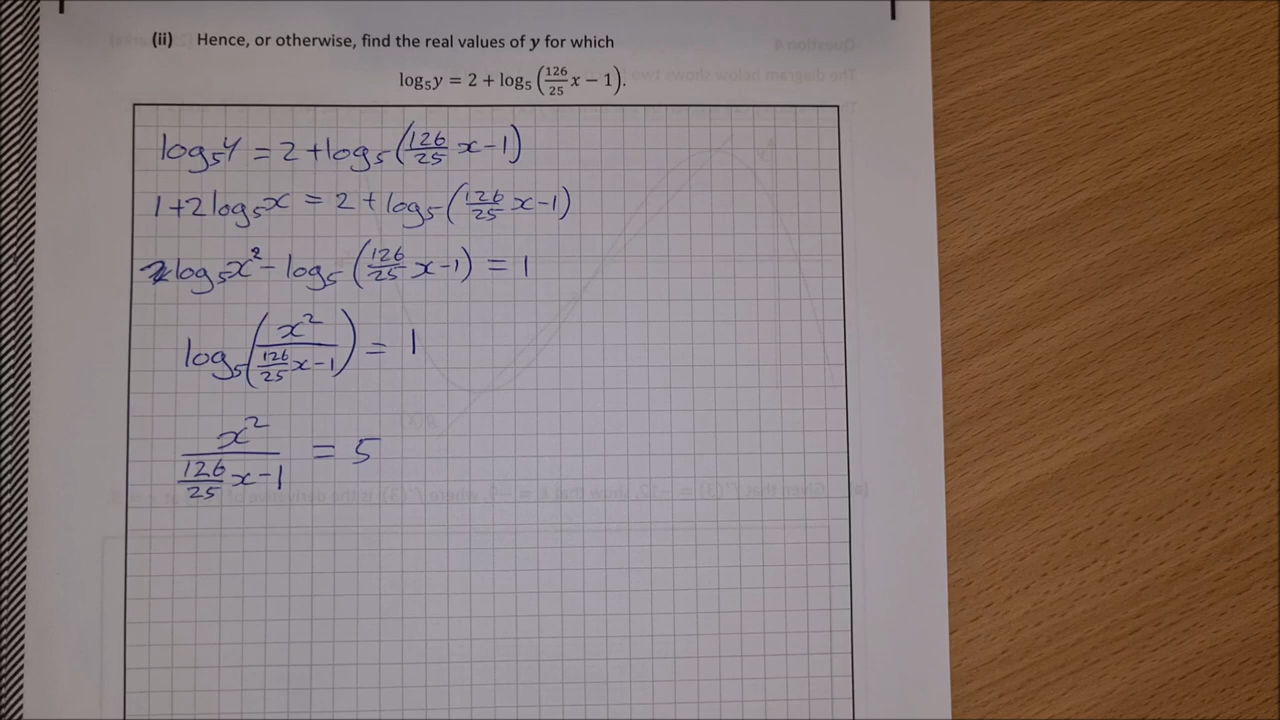 (ii) Hence, or otherwise, find the real values of y for which
log₅y = 2 + log₅(126/25 x − 1).
log₅y = 2 + log₅(126/25 x − 1)
1 + 2log₅x = 2 + log₅(126/25 x − 1)
log₅x² − log₅(126/25 x − 1) = 1
log₅(x² / (126/25 x − 1)) = 1
x² / (126/25 x − 1) = 5